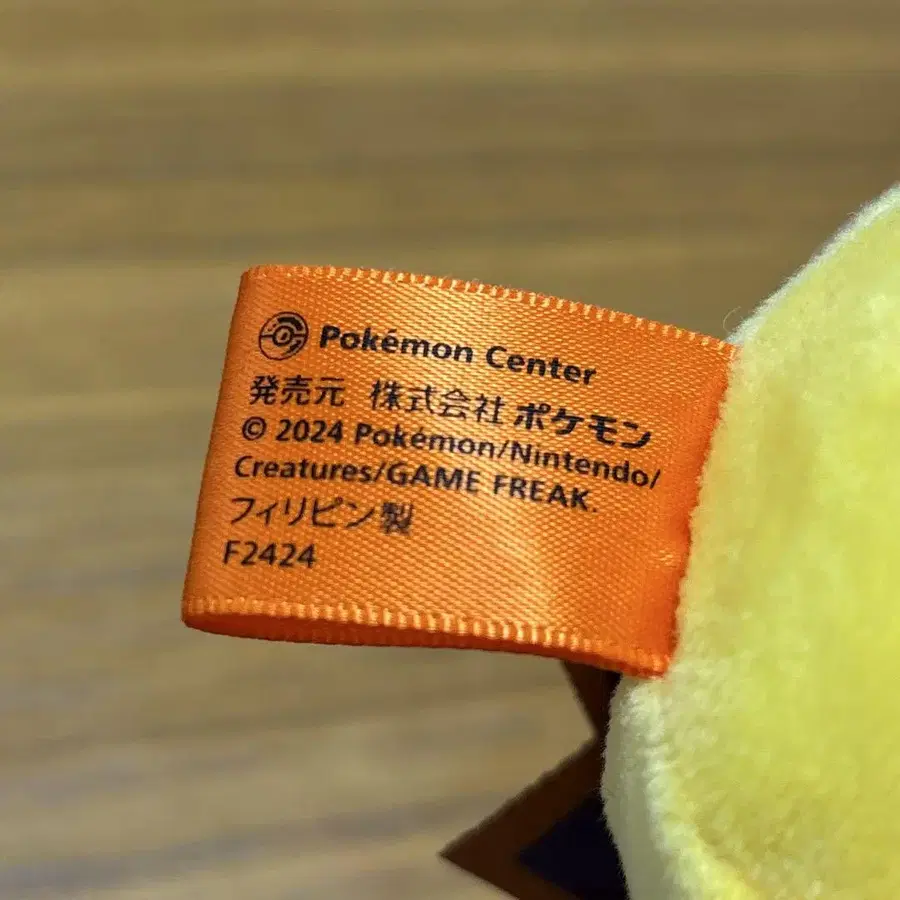 Pokémon Center
発売元 株式会社 ポケモン
© 2024 Pokémon/Nintendo/
Creatures/GAME FREAK.
フィリピン製
F2424